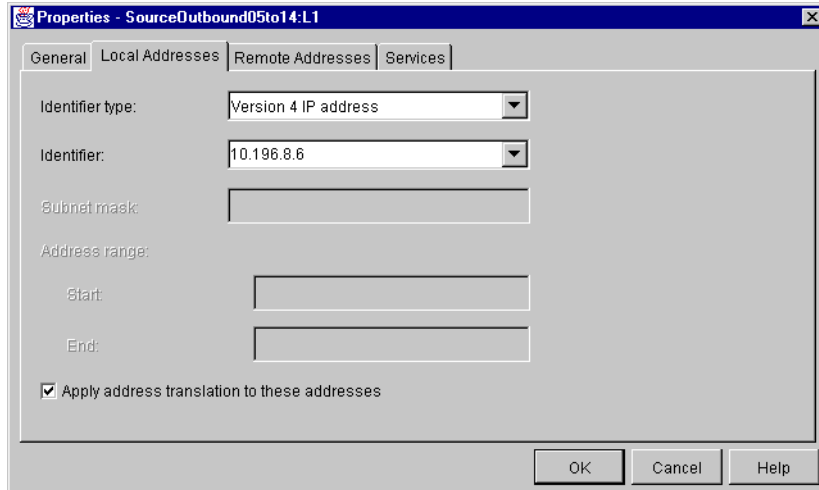 Properties - SourceOutbound05to14:L1
General Local Addresses Remote Addresses Services
Identifier type: Version 4 IP address
Identifier: 10.196.8.6
Subnet mask:
Address range:
Start:
End:
Apply address translation to these addresses
OK Cancel Help